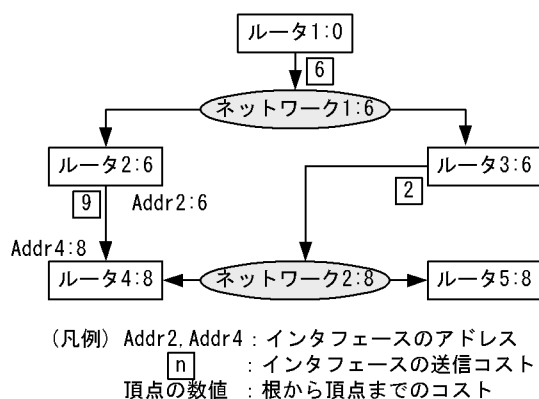 ルータ1:0
6
ネットワーク1:6
ルータ2:6
ルータ3:6
9
Addr2:6
2
Addr4:8
ルータ4:8
ネットワーク2:8
ルータ5:8
(凡例) Addr2, Addr4 : インタフェースのアドレス
n : インタフェースの送信コスト
頂点の数値 : 根から頂点までのコスト